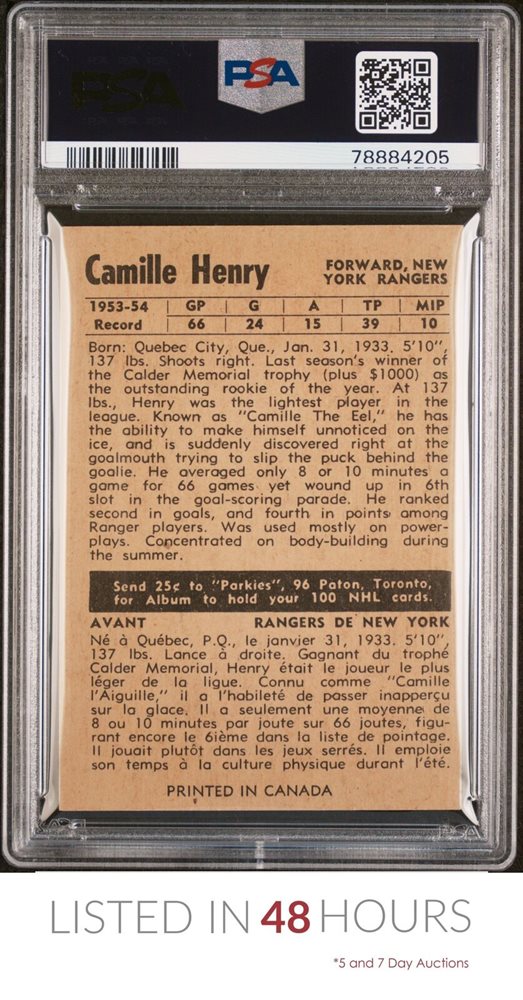 PSA
PSA
78884205
Camille Henry
FORWARD, NEW
YORK RANGERS
1953-54 | GP | G | A | TP | MIP
Record | 66 | 24 | 15 | 39 | 10
Born: Quebec City, Que., Jan. 31, 1933. 5'10",
137 lbs. Shoots right. Last season's winner of
the Calder Memorial trophy (plus $1000) as
the outstanding rookie of the year. At 137
lbs., Henry was the lightest player in the
league. Known as "Camille The Eel," he has
the ability to make himself unnoticed on the
ice, and is suddenly discovered right at the
goalmouth trying to slip the puck behind the
goalie. He averaged only 8 or 10 minutes a
game for 66 games yet wound up in 6th
slot in the goal-scoring parade. He ranked
second in goals, and fourth in points among
Ranger players. Was used mostly on power-
plays. Concentrated on body-building during
the summer.
Send 25¢ to "Parkies", 96 Paton, Toronto,
for Album to hold your 100 NHL cards.
AVANT RANGERS DE NEW YORK
Né à Québec, P.Q., le janvier 31, 1933. 5'10",
137 lbs. Lance à droite. Gagnant du trophé
Calder Memorial, Henry était le joueur le plus
léger de la ligue. Connu comme "Camille
l'Aiguille," il a l'habileté de passer inapperçu
sur la glace. Il a seulement une moyenne de
8 ou 10 minutes par joute sur 66 joutes, figu-
rant encore le 6ième dans la liste de pointage.
Il jouait plutôt dans les jeux serrés. Il emploie
son temps à la culture physique durant l'été.
PRINTED IN CANADA
PSA
LISTED IN 48 HOURS
*5 and 7 Day Auctions